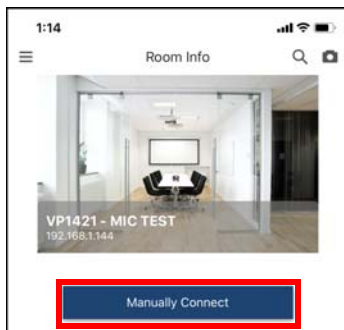 1:14
Room Info
VP1421 - MIC TEST
192.168.1.144
Manually Connect